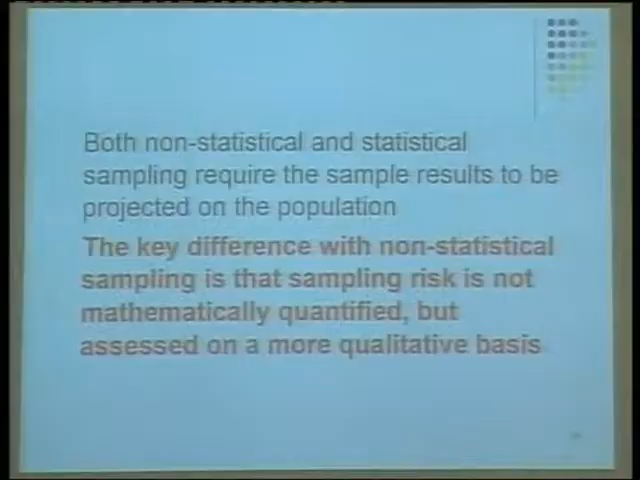 Both non-statistical and statistical
sampling require the sample results to be
projected on the population
The key difference with non-statistical
sampling is that sampling risk is not
mathematically quantified, but
assessed on a more qualitative basis